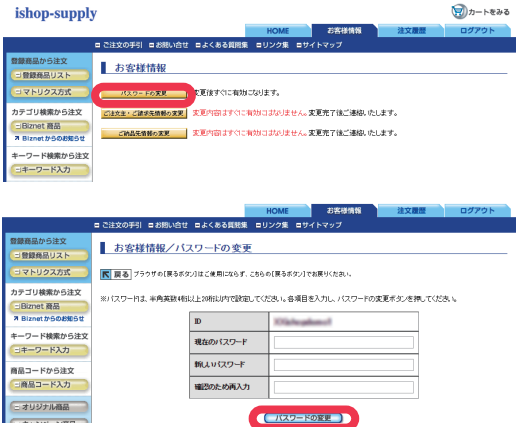 ishop-supply
カートをみる
HOME お客様情報 注文履歴 ログアウト
ご注文の手引 お問い合せ よくある質問集 リンク集 サイトマップ
登録商品から注文
登録商品リスト
マトリクス方式
カテゴリ検索から注文
Biznet 商品
Biznet からのお知らせ
キーワード検索から注文
キーワード入力
お客様情報
パスワードの変更 変更後すぐに有効になります。
ご注文主・ご請求先情報の変更 変更内容はすぐに有効にはなりません。変更完了後ご連絡いたします。
ご納品先情報の変更 変更内容はすぐに有効にはなりません。変更完了後ご連絡いたします。
HOME お客様情報 注文履歴 ログアウト
ご注文の手引 お問い合せ よくある質問集 リンク集 サイトマップ
登録商品から注文
登録商品リスト
マトリクス方式
カテゴリ検索から注文
Biznet 商品
Biznet からのお知らせ
キーワード検索から注文
キーワード入力
商品コードから注文
商品コード入力
オリジナル商品
お客様情報／パスワードの変更
戻る ブラウザの[戻るボタン]はご使用にならず、こちらの[戻るボタン]でお戻りください。
※パスワードは、半角英数4桁以上20桁以内で設定してください。各項目を入力し、パスワードの変更ボタンを押してください。
ID
現在のパスワード
新しいパスワード
確認のため再入力
パスワードの変更